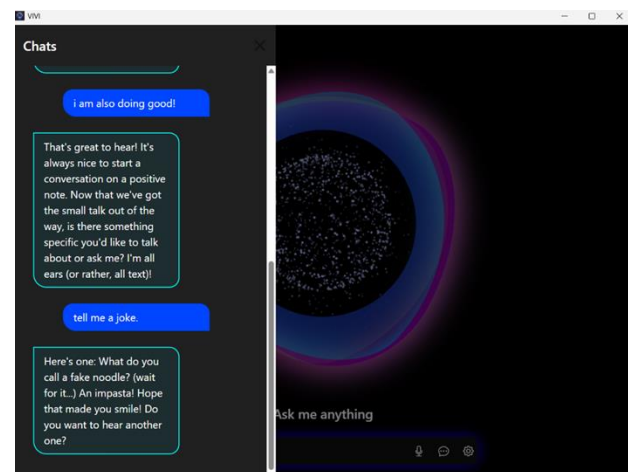 VIVI
Chats
i am also doing good!
That's great to hear! It's
always nice to start a
conversation on a positive
note. Now that we've got
the small talk out of the
way, is there something
specific you'd like to talk
about or ask me? I'm all
ears (or rather, all text)!
tell me a joke.
Here's one: What do you
call a fake noodle? (wait
for it...) An impasta! Hope
that made you smile! Do
you want to hear another
one?
Ask me anything